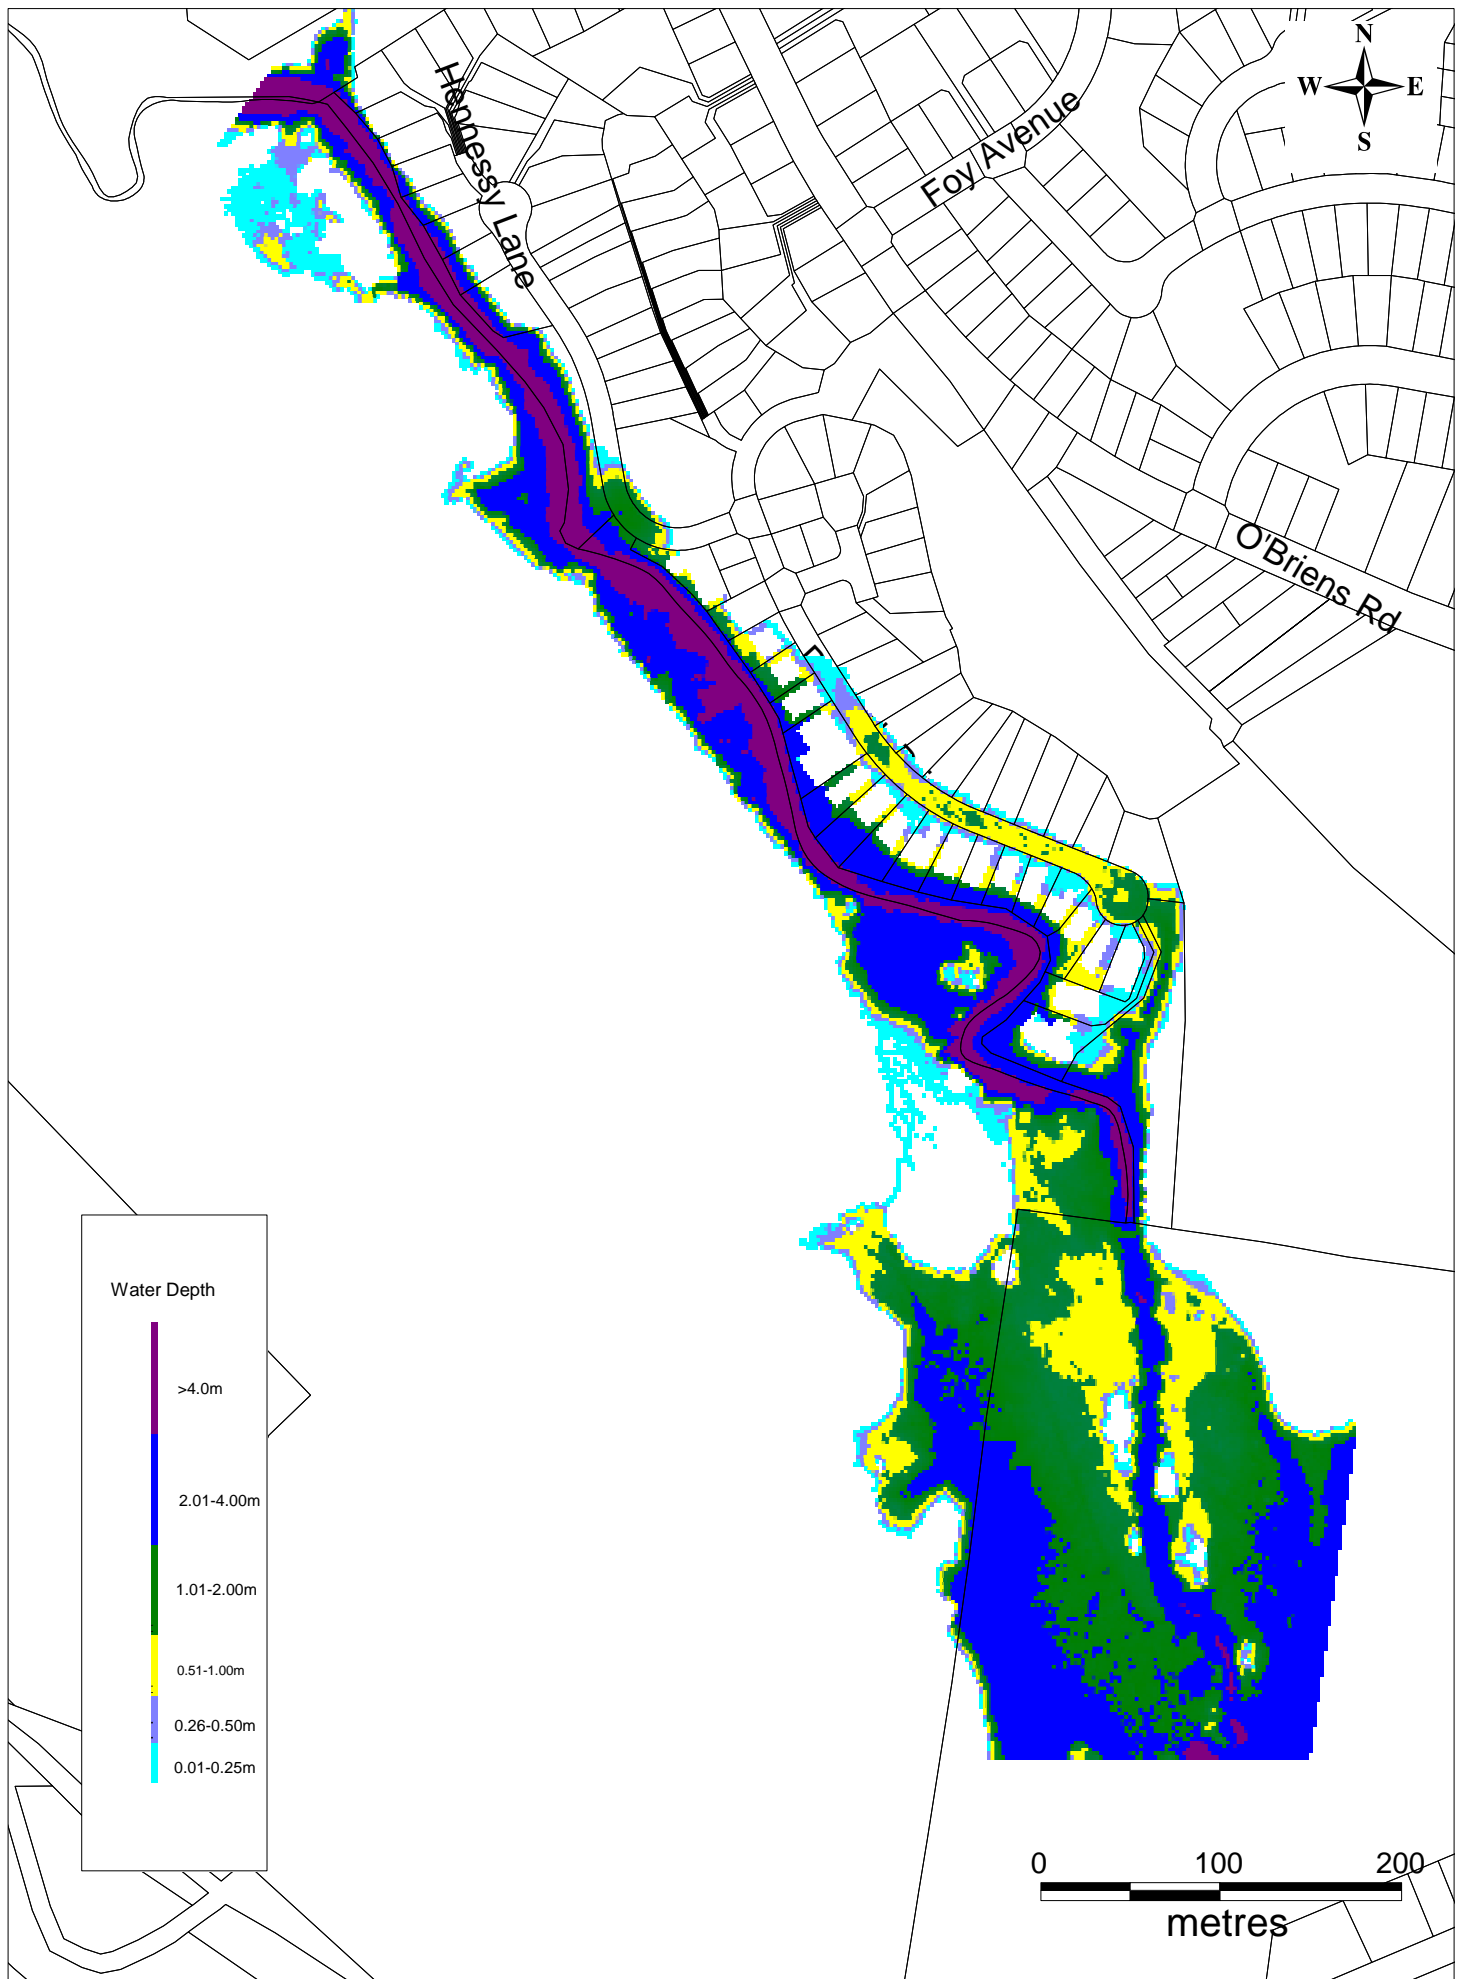 N
W
E
S
Hennessy Lane
Foy Avenue
O'Briens Rd
Water Depth
>4.0m
2.01-4.00m
1.01-2.00m
0.51-1.00m
0.26-0.50m
0.01-0.25m
0
100
200
metres